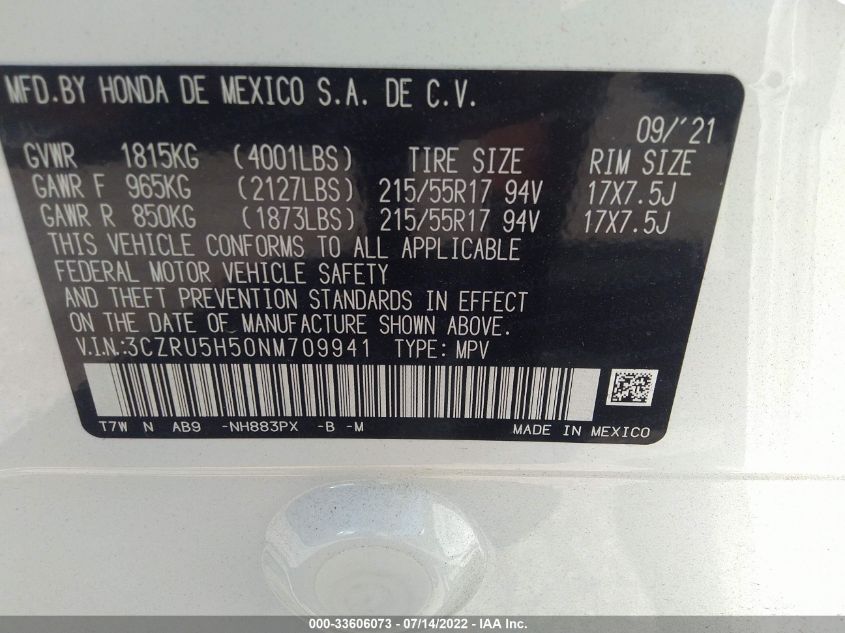 MFD.BY HONDA DE MEXICO S.A. DE C.V.
09/'21
GVWR 1815KG (4001LBS) TIRE SIZE RIM SIZE
GAWR F 965KG (2127LBS) 215/55R17 94V 17X7.5J
GAWR R 850KG (1873LBS) 215/55R17 94V 17X7.5J
THIS VEHICLE CONFORMS TO ALL APPLICABLE
FEDERAL MOTOR VEHICLE SAFETY
AND THEFT PREVENTION STANDARDS IN EFFECT
ON THE DATE OF MANUFACTURE SHOWN ABOVE.
V.I.N.:3CZRU5H50NM709941 TYPE: MPV
T7W N AB9 -NH883PX -B -M MADE IN MEXICO
000-33606073 - 07/14/2022 - IAA Inc.